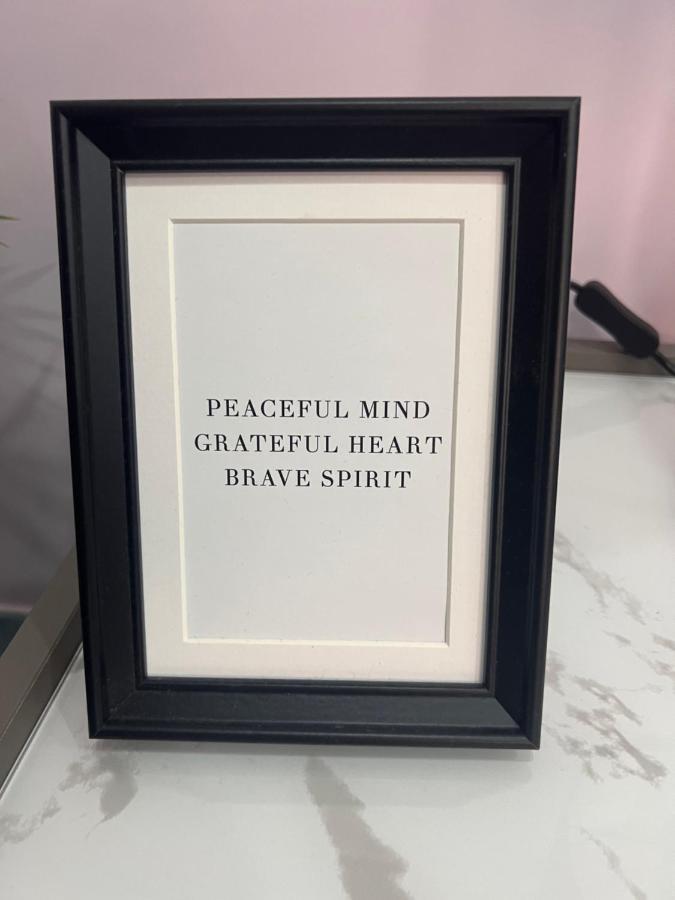 PEACEFUL MIND
GRATEFUL HEART
BRAVE SPIRIT